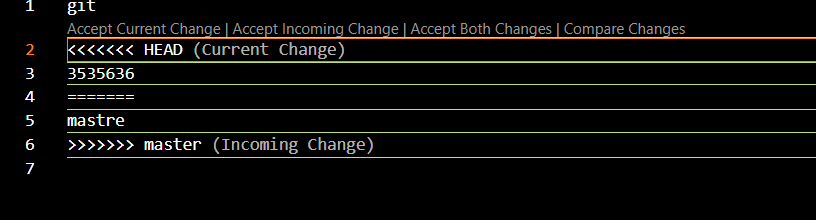 1 git
Accept Current Change | Accept Incoming Change | Accept Both Changes | Compare Changes
2 <<<<<<< HEAD (Current Change)
3 3535636
4 =======
5 mastre
6 >>>>>>> master (Incoming Change)
7